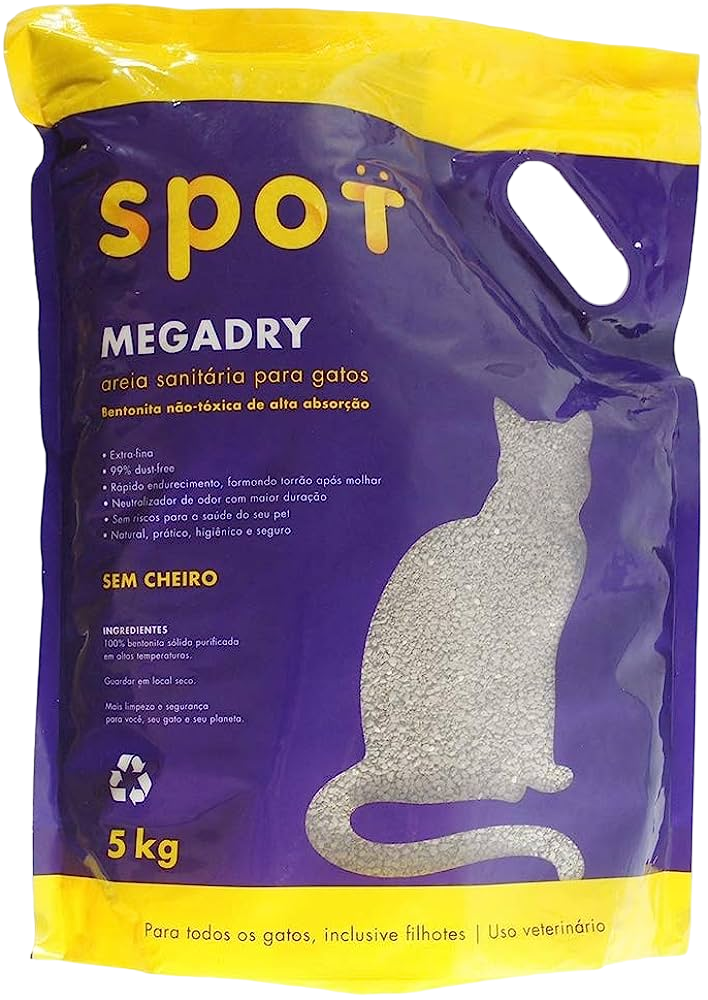 spot
MEGADRY
areia sanitária para gatos
Bentonita não-tóxica de alta absorção
• Extra-fina
• 99% dust-free
• Rápido endurecimento, formando torrão após molhar
• Neutralizador de odor com maior duração
• Sem riscos para a saúde do seu pet
• Natural, prático, higiênico e seguro
SEM CHEIRO
INGREDIENTES
100% bentonita sólida purificada
em altas temperaturas.
Guardar em local seco.
Mais limpeza e segurança
para você, seu gato e seu planeta.
5 kg
Para todos os gatos, inclusive filhotes | Uso veterinário